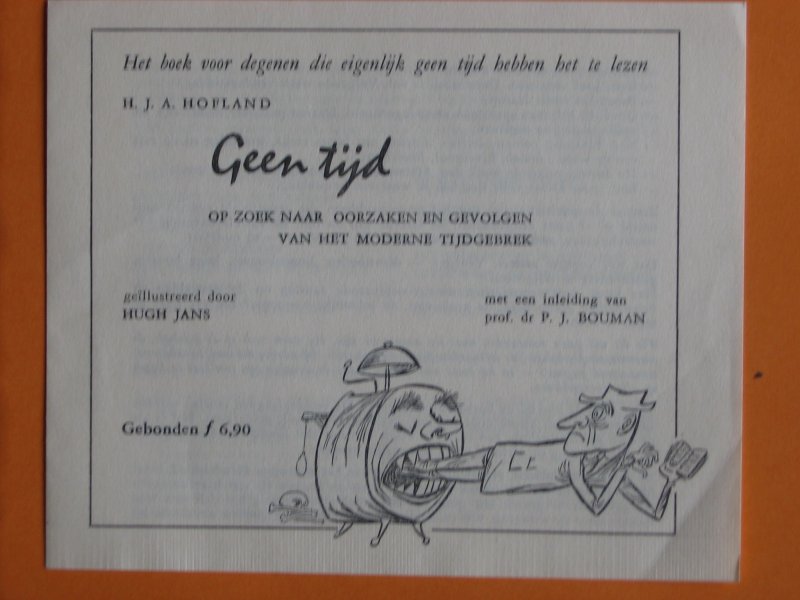 Het boek voor degenen die eigenlijk geen tijd hebben het te lezen
H. J. A. HOFLAND
Geen tijd
OP ZOEK NAAR OORZAKEN EN GEVOLGEN
VAN HET MODERNE TIJDGEBREK
geïllustreerd door
HUGH JANS
met een inleiding van
prof. dr P. J. BOUMAN
Gebonden ƒ 6,90